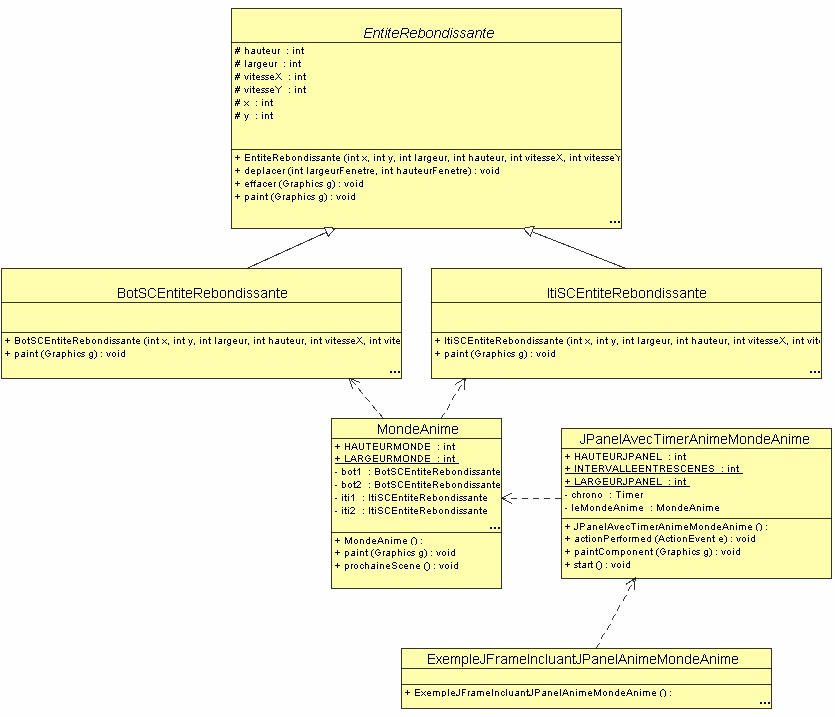 EntiteRebondissante
# hauteur : int
# largeur : int
# vitesseX : int
# vitesseY : int
# x : int
# y : int
+ EntiteRebondissante (int x, int y, int largeur, int hauteur, int vitesseX, int vitesseY
+ deplacer (int largeurFenetre, int hauteurFenetre) : void
+ effacer (Graphics g) : void
+ paint (Graphics g) : void
...
BotSCEntiteRebondissante
+ BotSCEntiteRebondissante (int x, int y, int largeur, int hauteur, int vitesseX, int vite
+ paint (Graphics g) : void
...
ItiSCEntiteRebondissante
+ ItiSCEntiteRebondissante (int x, int y, int largeur, int hauteur, int vitesseX, int vit
+ paint (Graphics g) : void
...
MondeAnime
+ HAUTEURMONDE : int
+ LARGEURMONDE : int
- bot1 : BotSCEntiteRebondissante
- bot2 : BotSCEntiteRebondissante
- iti1 : ItiSCEntiteRebondissante
- iti2 : ItiSCEntiteRebondissante
...
+ MondeAnime () :
+ paint (Graphics g) : void
+ prochaineScene () : void
JPanelAvecTimerAnimeMondeAnime
+ HAUTEURJPANEL : int
+ INTERVALLEENTRESCENES : int
+ LARGEURJPANEL : int
- chrono : Timer
- leMondeAnime : MondeAnime
+ JPanelAvecTimerAnimeMondeAnime () :
+ actionPerformed (ActionEvent e) : void
+ paintComponent (Graphics g) : void
+ start () : void
ExempleJFrameIncluantJPanelAnimeMondeAnime
+ ExempleJFrameIncluantJPanelAnimeMondeAnime () :
...